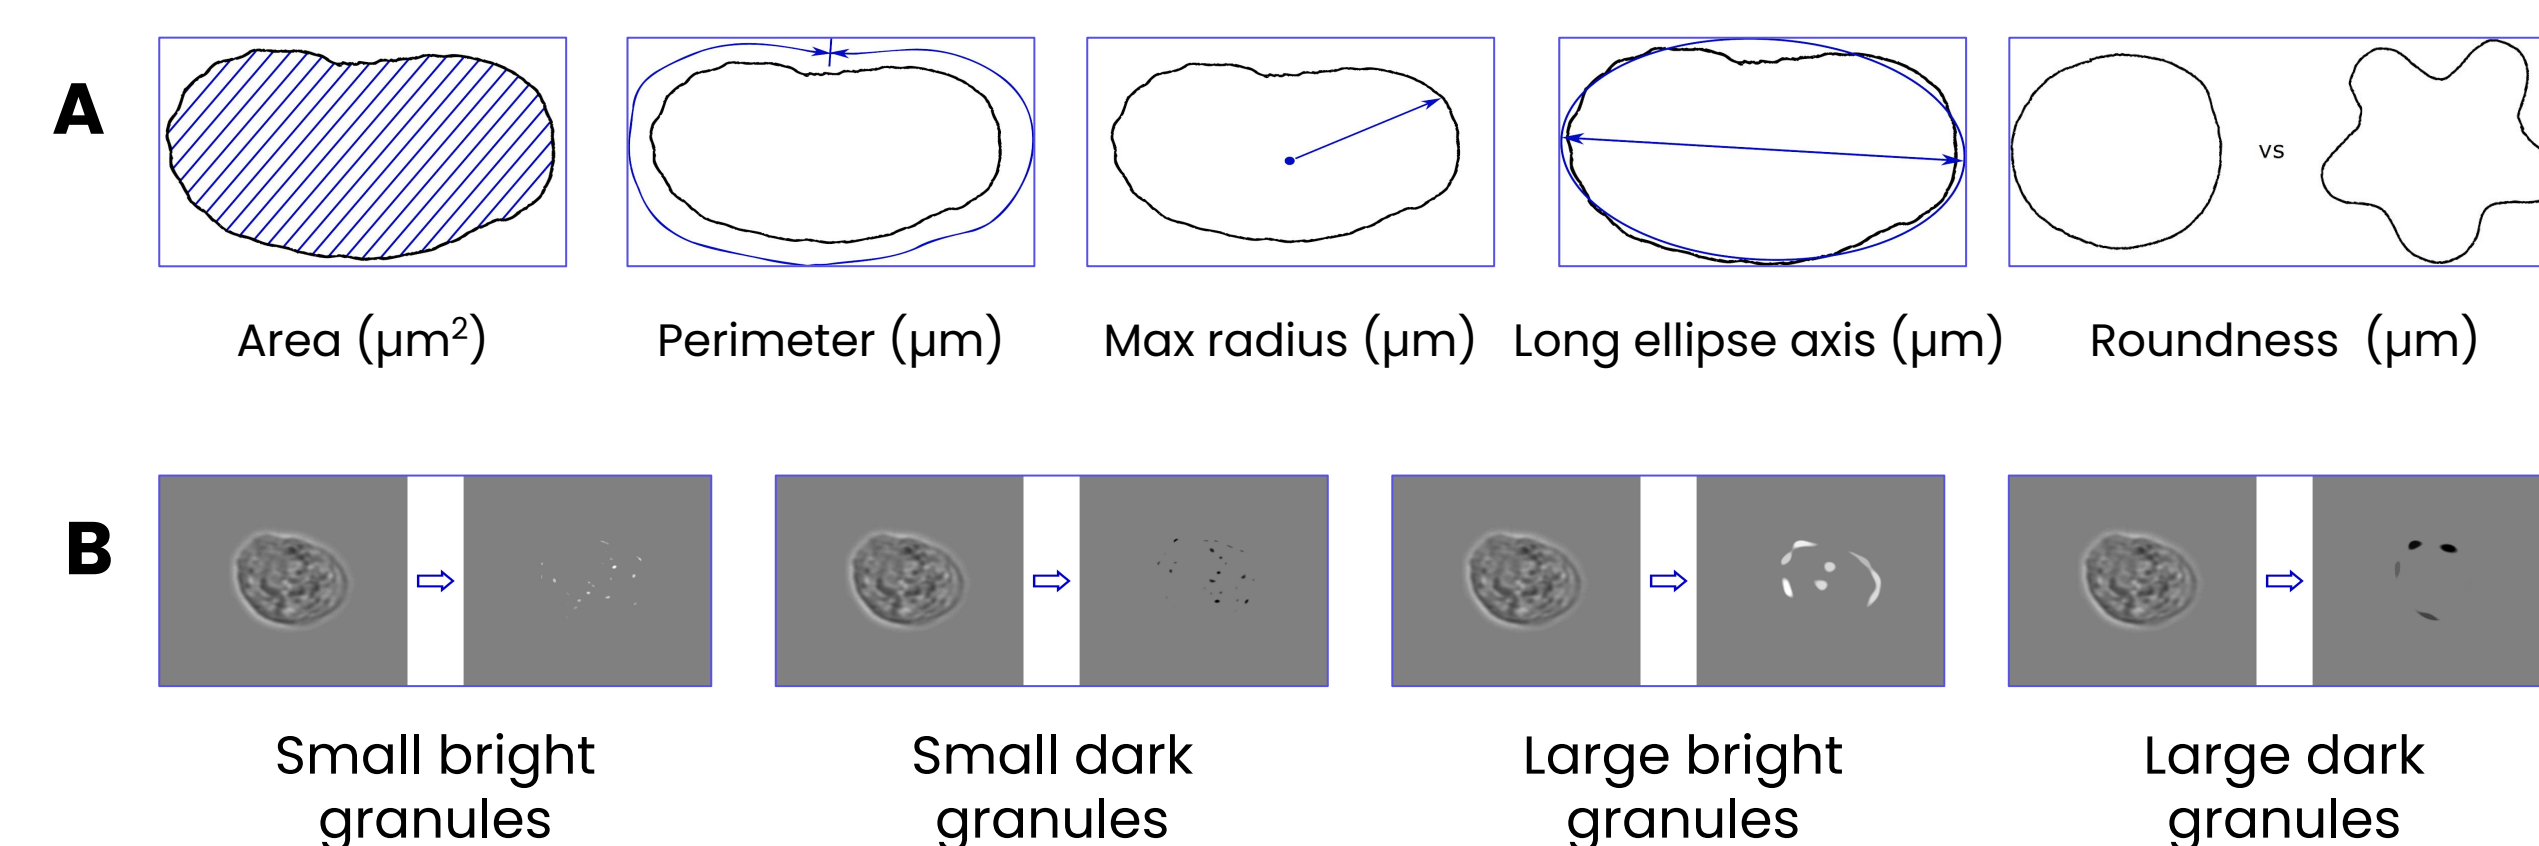 A
vs
Area (µm²)
Perimeter (µm)
Max radius (µm)
Long ellipse axis (µm)
Roundness (µm)
B
Small bright
granules
Small dark
granules
Large bright
granules
Large dark
granules